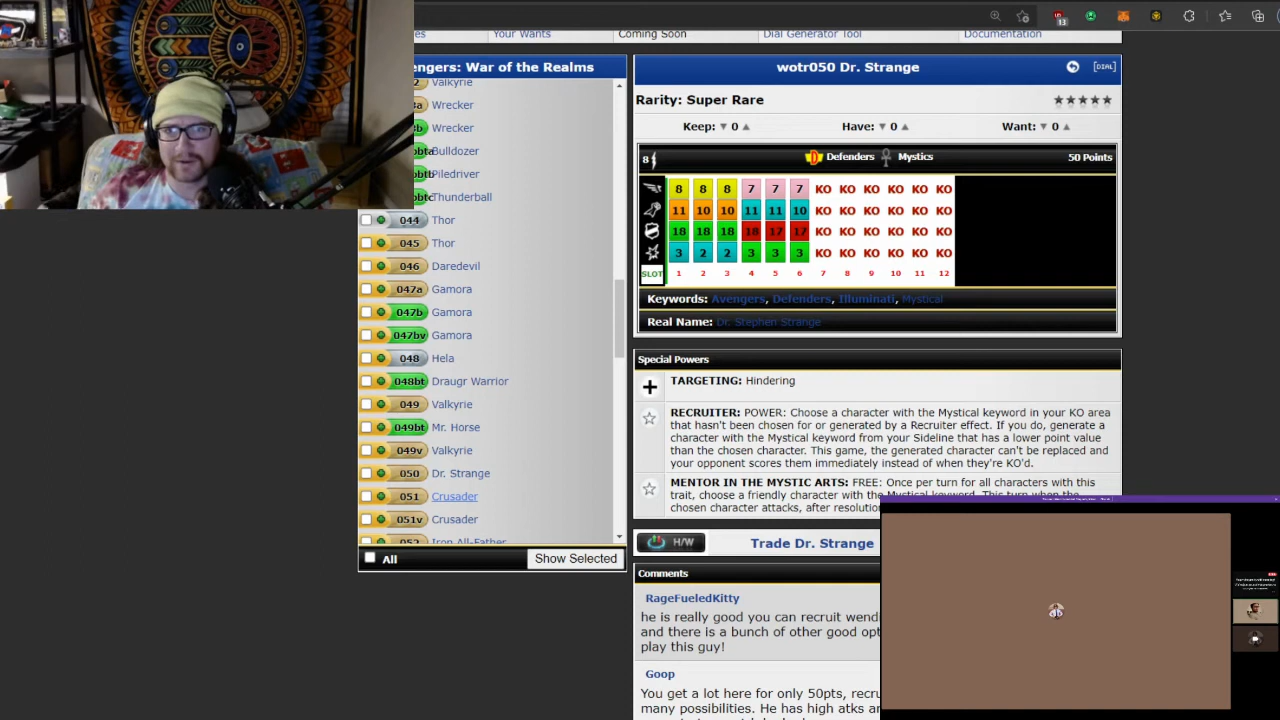 13
Your Wants
Coming Soon
Dial Generator Tool
Documentation
engers: War of the Realms
Valkyrie
Wrecker
Wrecker
Bulldozer
Piledriver
Thunderball
044 Thor
045 Thor
046 Daredevil
047a Gamora
047b Gamora
047bv Gamora
048 Hela
048bt Draugr Warrior
049 Valkyrie
049bt Mr. Horse
049v Valkyrie
050 Dr. Strange
051 Crusader
051v Crusader
052 Iron All-Father
All
Show Selected
wotr050 Dr. Strange
[DIAL]
Rarity: Super Rare
Keep: 0
Have: 0
Want: 0
8
Defenders
Mystics
50 Points
8 8 8 7 7 7 KO KO KO KO KO KO
11 10 10 11 11 10 KO KO KO KO KO KO
18 18 18 18 17 17 KO KO KO KO KO KO
3 2 2 3 3 3 KO KO KO KO KO KO
SLOT 1 2 3 4 5 6 7 8 9 10 11 12
Keywords: Avengers, Defenders, Illuminati, Mystical
Real Name: Dr. Stephen Strange
Special Powers
TARGETING: Hindering
RECRUITER: POWER: Choose a character with the Mystical keyword in your KO area
that hasn't been chosen for or generated by a Recruiter effect. If you do, generate a
character with the Mystical keyword from your Sideline that has a lower point value
than the chosen character. This game, the generated character can't be replaced and
your opponent scores them immediately instead of when they're KO'd.
MENTOR IN THE MYSTIC ARTS: FREE: Once per turn for all characters with this
trait, choose a friendly character with the Mystical keyword. This turn when the
chosen character attacks, after resolution
H/W
Trade Dr. Strange
Comments
RageFueledKitty
he is really good you can recruit wend
and there is a bunch of other good opt
play this guy!
Goop
You get a lot here for only 50pts, recru
many possibilities. He has high atks ar